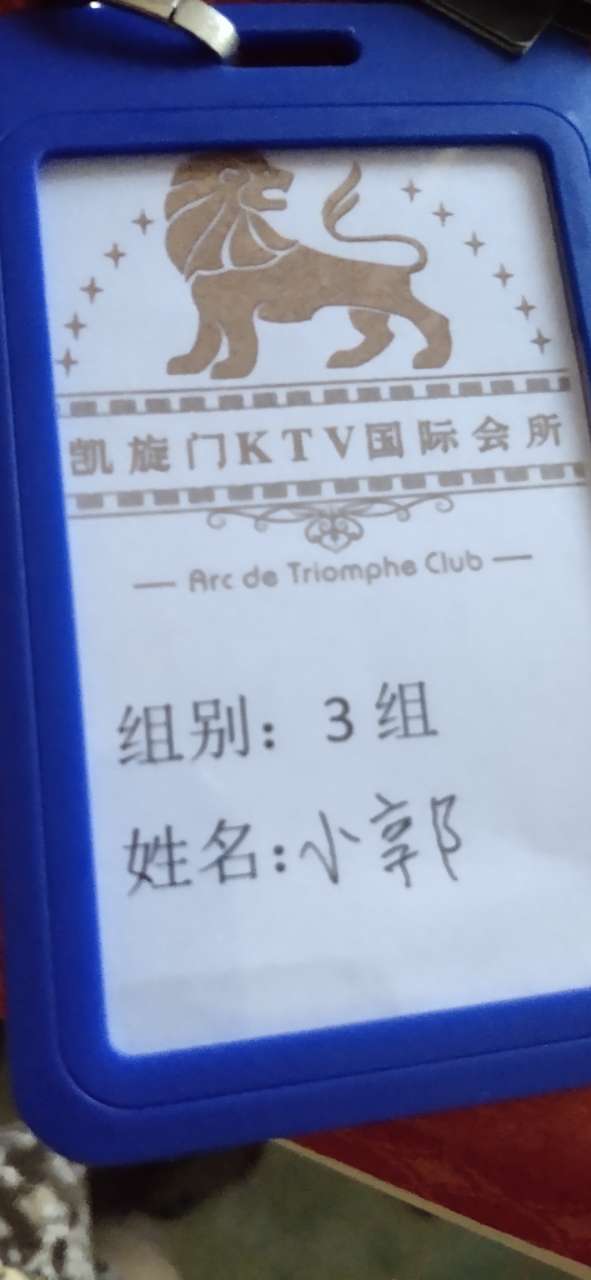 凯旋门KTV国际会所
— Arc de Triomphe Club —
组别：3组
姓名：小郭